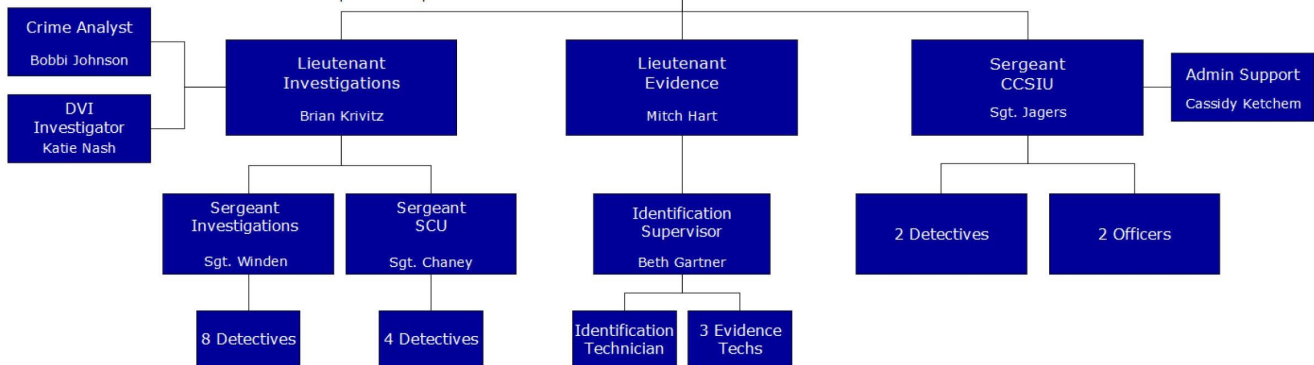 Crime Analyst
Bobbi Johnson
DVI
Investigator
Katie Nash
Lieutenant
Investigations
Brian Krivitz
Lieutenant
Evidence
Mitch Hart
Sergeant
CCSIU
Sgt. Jagers
Admin Support
Cassidy Ketchem
Sergeant
Investigations
Sgt. Winden
Sergeant
SCU
Sgt. Chaney
Identification
Supervisor
Beth Gartner
2 Detectives
2 Officers
8 Detectives
4 Detectives
Identification
Technician
3 Evidence
Techs